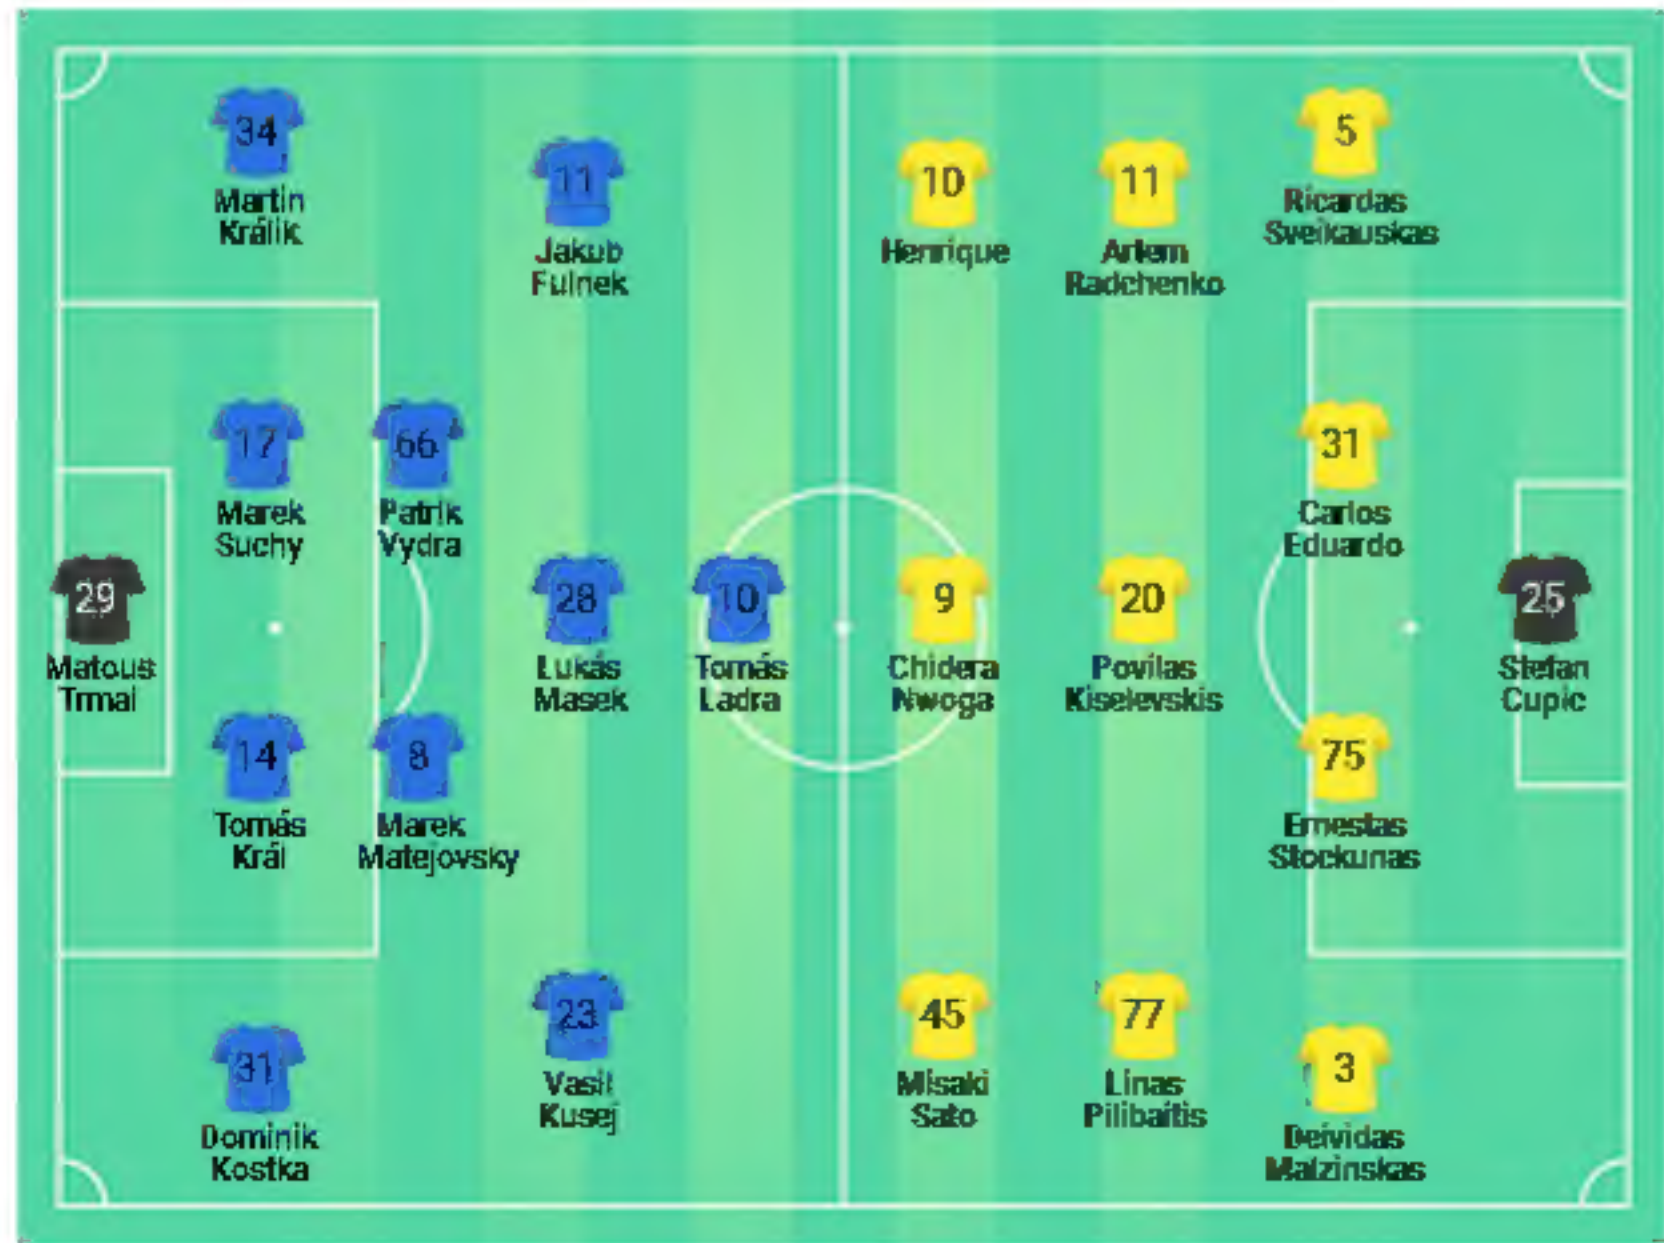 34
Martin
Králik
11
Jakub
Fulnek
10
Henrique
11
Artem
Radchenko
5
Ricardas
Sveikauskas
17
Marek
Suchy
66
Patrik
Vydra
31
Carlos
Eduardo
29
Matous
Trmal
28
Lukás
Masek
10
Tomás
Ladra
9
Chidera
Nwoga
20
Povilas
Kiselevskis
25
Stefan
Cupic
14
Tomás
Král
8
Marek
Matejovsky
75
Ernestas
Stockunas
31
Dominik
Kostka
23
Vasil
Kusej
45
Misaki
Sato
77
Linas
Pilibaitis
3
Deividas
Malzinskas